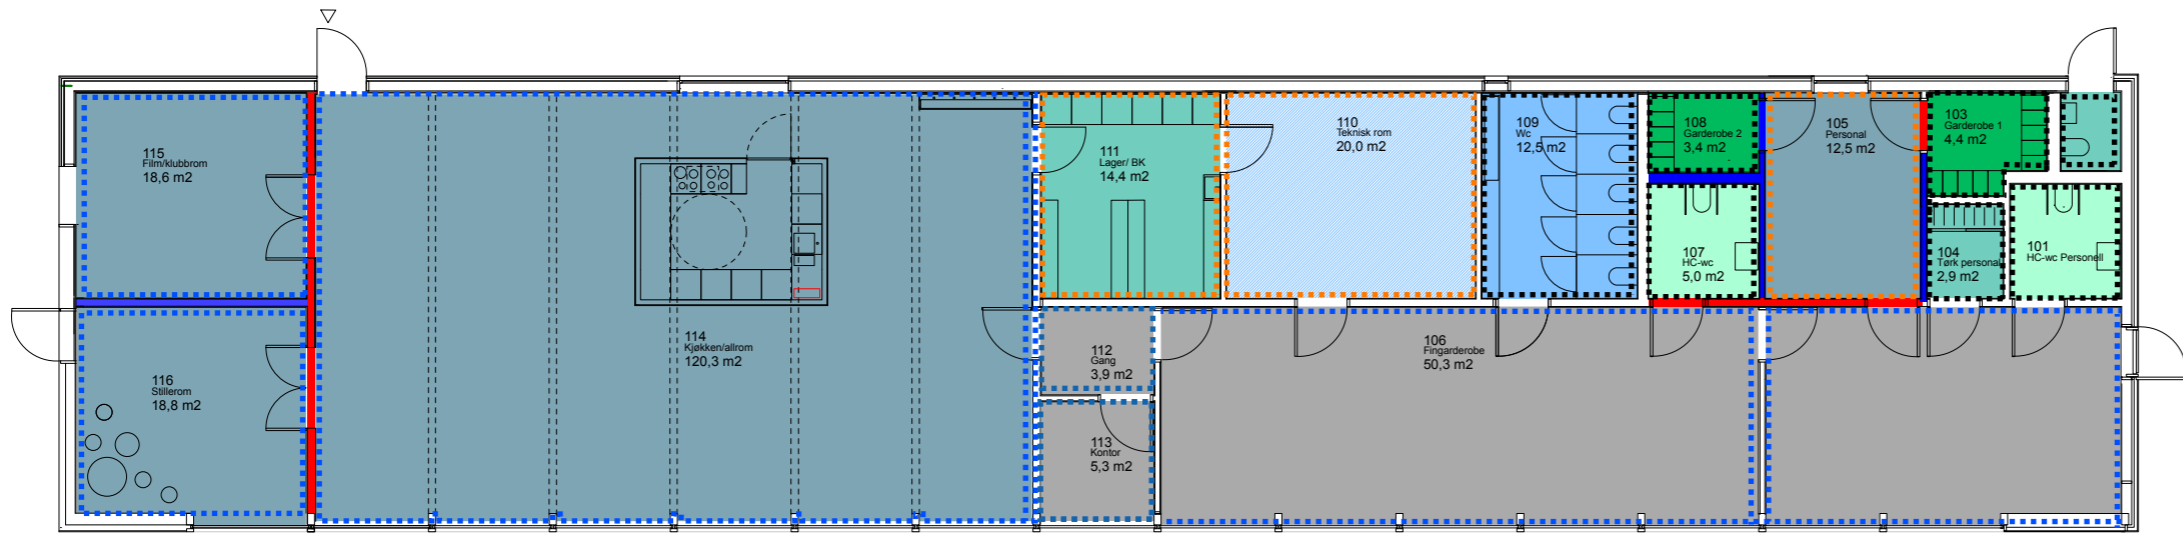 115
Film/klubbrom
18,6 m2
116
Stillerom
18,8 m2
114
Kjøkken/allrom
120,3 m2
111
Lager/ BK
14,4 m2
110
Teknisk rom
20,0 m2
109
Wc
12,5 m2
108
Garderobe 2
3,4 m2
107
HC-wc
5,0 m2
105
Personal
12,5 m2
103
Garderobe 1
4,4 m2
104
Tørk personal
2,9 m2
101
HC-wc Personell
112
Gang
3,9 m2
113
Kontor
5,3 m2
106
Fingarderobe
50,3 m2